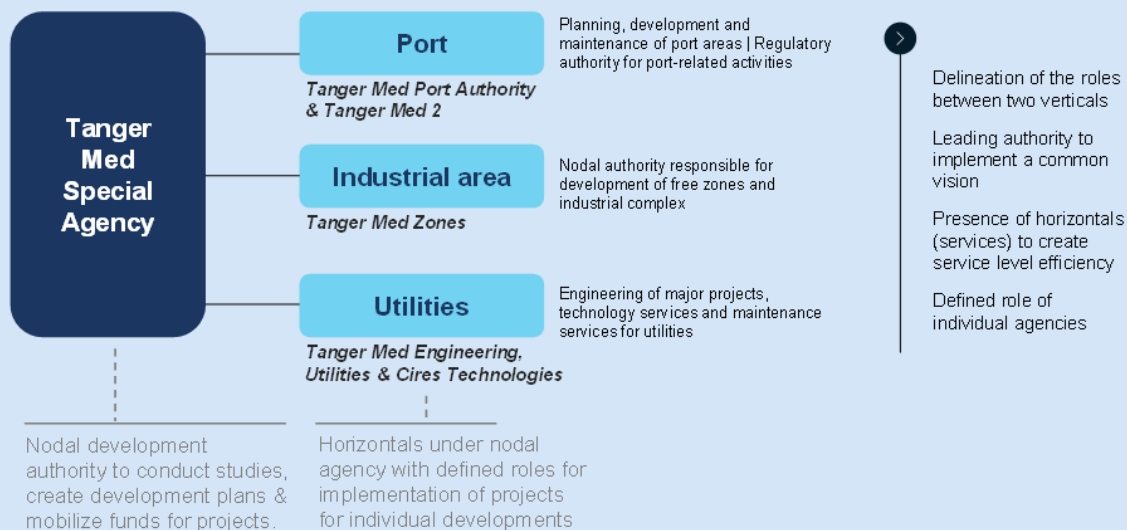 Tanger
Med
Special
Agency
Port
Tanger Med Port Authority
& Tanger Med 2
Planning, development and
maintenance of port areas | Regulatory
authority for port-related activities
Industrial area
Tanger Med Zones
Nodal authority responsible for
development of free zones and
industrial complex
Utilities
Tanger Med Engineering,
Utilities & Cires Technologies
Engineering of major projects,
technology services and maintenance
services for utilities
Delineation of the roles
between two verticals
Leading authority to
implement a common
vision
Presence of horizontals
(services) to create
service level efficiency
Defined role of
individual agencies
Nodal development
authority to conduct studies,
create development plans &
mobilize funds for projects.
Horizontals under nodal
agency with defined roles for
implementation of projects
for individual developments